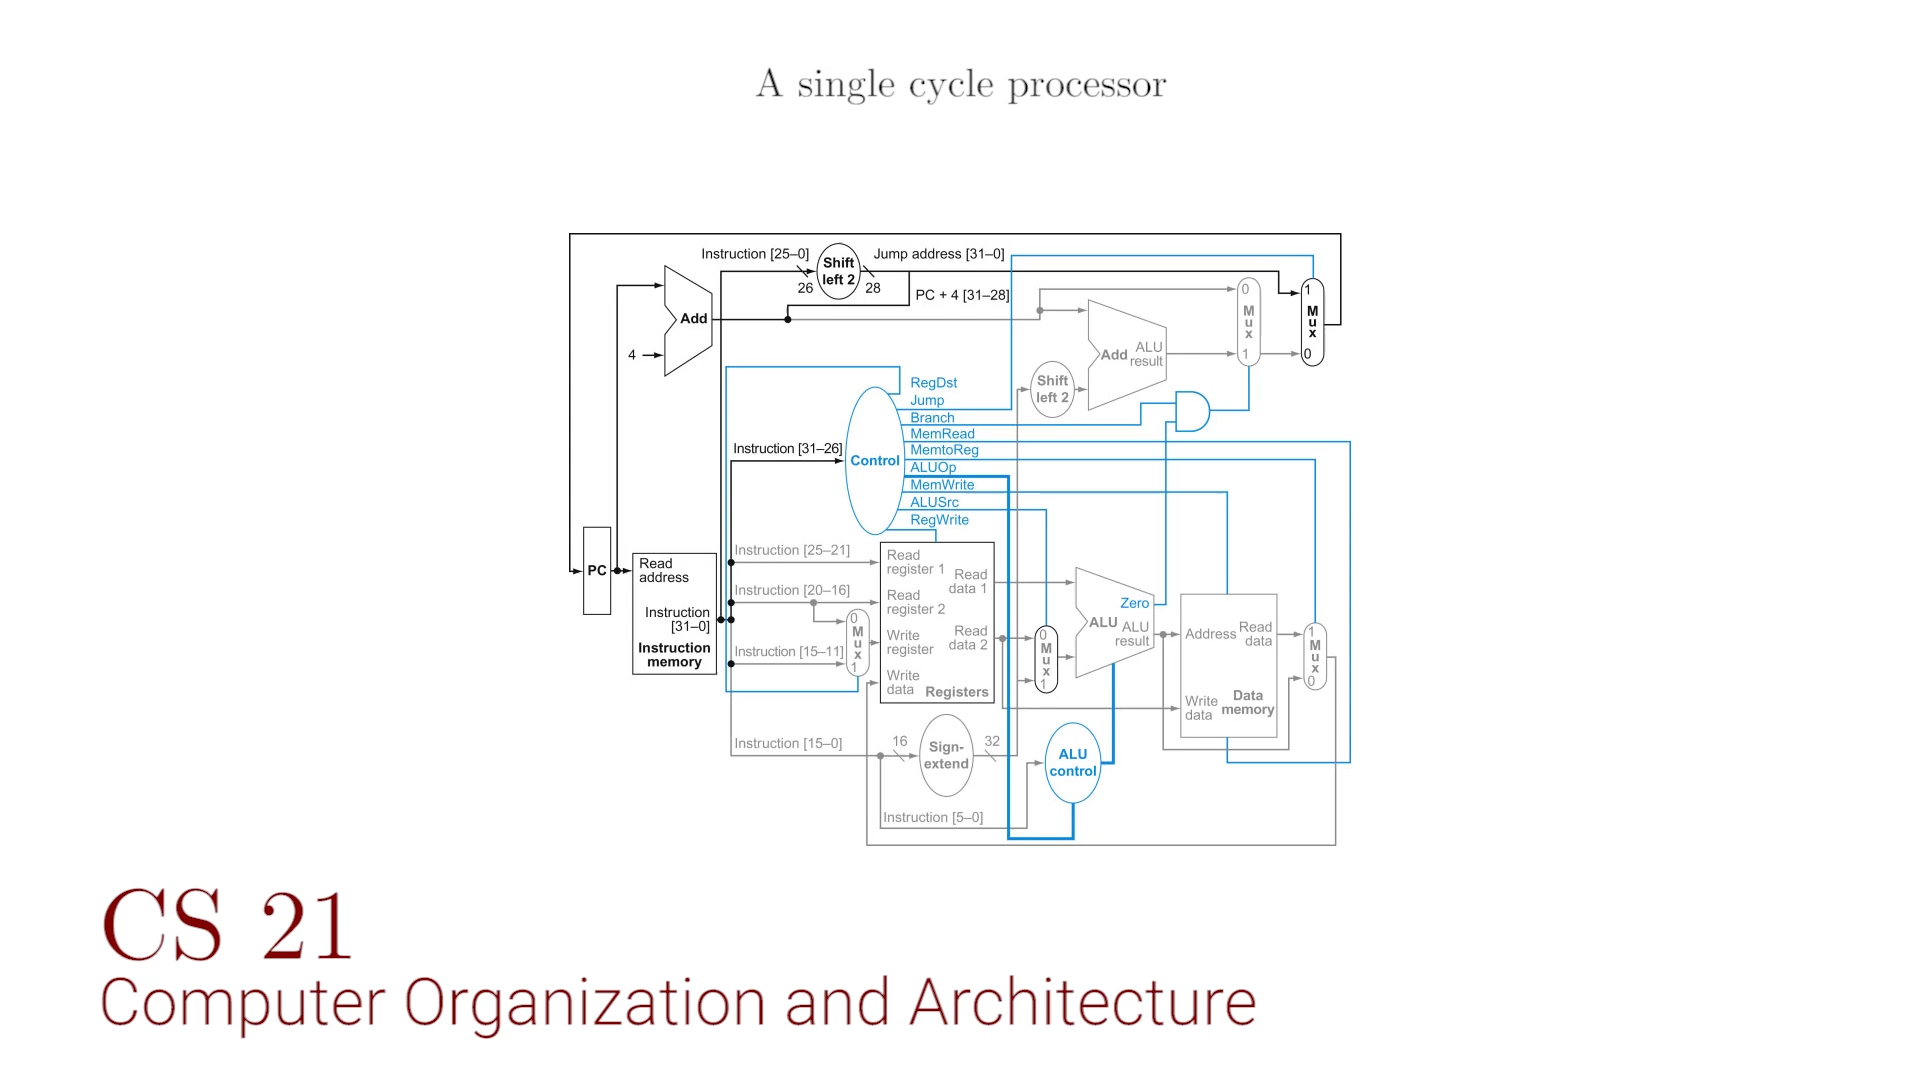 A single cycle processor
Instruction [25–0]
Shift
left 2
Jump address [31–0]
26
28
PC + 4 [31–28]
Add
4
0
M
u
x
1
1
M
u
x
0
Add
ALU
result
Shift
left 2
RegDst
Jump
Branch
MemRead
MemtoReg
ALUOp
MemWrite
ALUSrc
RegWrite
Instruction [31–26]
Control
PC
Read
address
Instruction
[31–0]
Instruction
memory
Instruction [25–21]
Instruction [20–16]
Instruction [15–11]
0
M
u
x
1
Read
register 1
Read
register 2
Write
register
Write
data
Read
data 1
Read
data 2
Registers
0
M
u
x
1
Zero
ALU
ALU
result
Address
Read
data
Write
data
Data
memory
1
M
u
x
0
Instruction [15–0]
16
Sign-
extend
32
ALU
control
Instruction [5–0]
CS 21
Computer Organization and Architecture